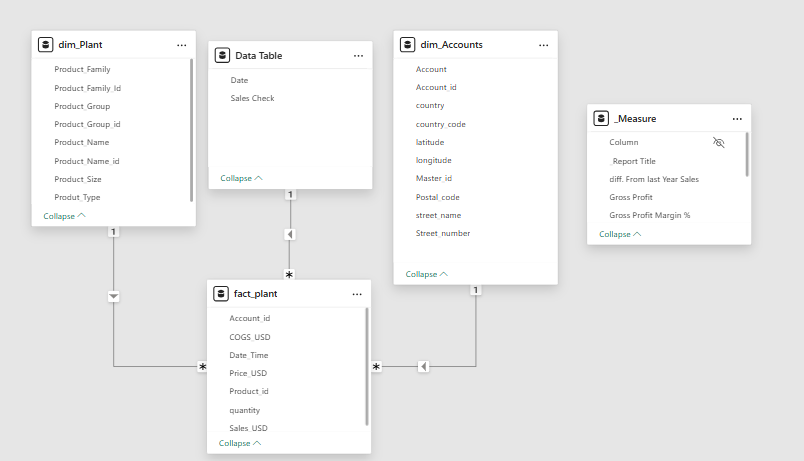 dim_Plant
Product_Family
Product_Family_Id
Product_Group
Product_Group_id
Product_Name
Product_Name_id
Product_Size
Produt_Type
Collapse
Data Table
Date
Sales Check
Collapse
dim_Accounts
Account
Account_id
country
country_code
latitude
longitude
Master_id
Postal_code
street_name
Street_number
Collapse
_Measure
Column
_Report Title
diff. From last Year Sales
Gross Profit
Gross Profit Margin %
Collapse
1
1
1
*
*
*
fact_plant
Account_id
COGS_USD
Date_Time
Price_USD
Product_id
quantity
Sales_USD
Collapse